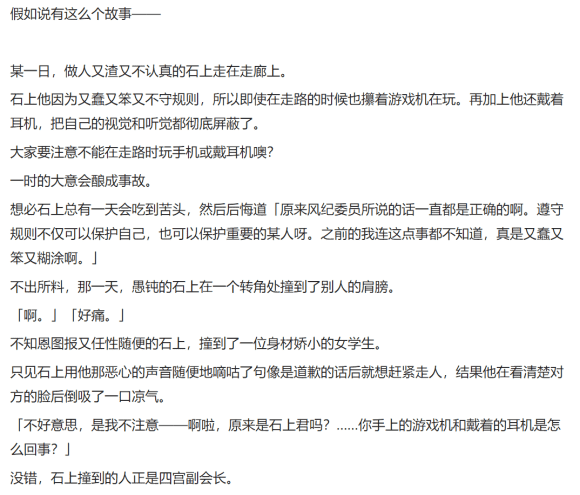 假如说有这么个故事——
某一日，做人又渣又不认真的石上走在走廊上。
石上他因为又蠢又笨又不守规则，所以即使在走路的时候也攥着游戏机在玩。再加上他还戴着
耳机，把自己的视觉和听觉都彻底屏蔽了。
大家要注意不能在走路时玩手机或戴耳机噢？
一时的大意会酿成事故。
想必石上总有一天会吃到苦头，然后后悔道「原来风纪委员所说的话一直都是正确的啊。遵守
规则不仅可以保护自己，也可以保护重要的某人呀。之前的我连这点事都不知道，真是又蠢又
笨又糊涂啊。」
不出所料，那一天，愚钝的石上在一个转角处撞到了别人的肩膀。
「啊。」「好痛。」
不知恩图报又任性随便的石上，撞到了一位身材娇小的女学生。
只见石上用他那恶心的声音随便地嘀咕了句像是道歉的话后就想赶紧走人，结果他在看清楚对
方的脸后倒吸了一口凉气。
「不好意思，是我不注意——啊啦，原来是石上君吗？......你手上的游戏机和戴着的耳机是怎
么回事？」
没错，石上撞到的人正是四宫副会长。